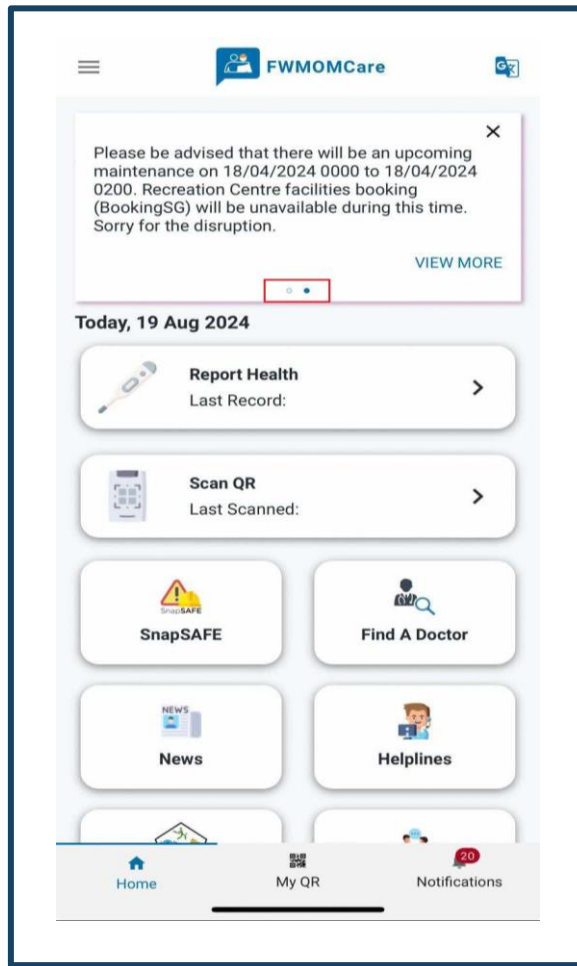 FWMOMCare
Please be advised that there will be an upcoming
maintenance on 18/04/2024 0000 to 18/04/2024
0200. Recreation Centre facilities booking
(BookingSG) will be unavailable during this time.
Sorry for the disruption.
VIEW MORE
Today, 19 Aug 2024
Report Health
Last Record:
Scan QR
Last Scanned:
SnapSAFE
SnapSAFE
Find A Doctor
NEWS
News
Helplines
20
Home
My QR
Notifications